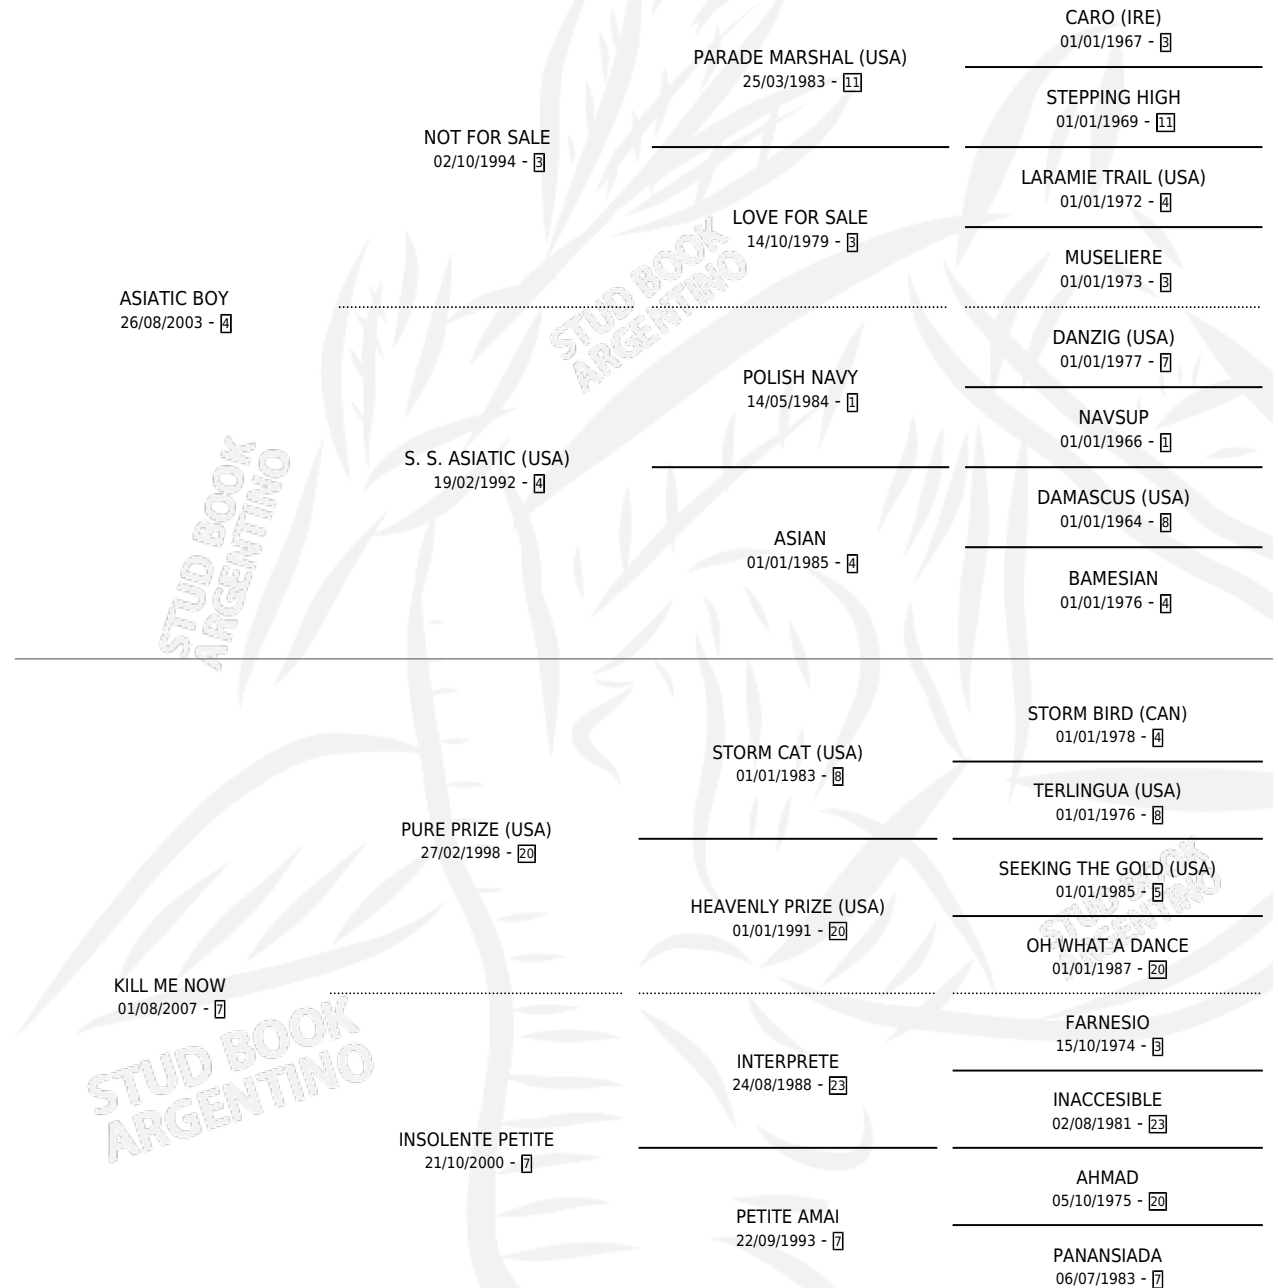 CARO (IRE)
01/01/1967 - 3
PARADE MARSHAL (USA)
25/03/1983 - 11
STEPPING HIGH
01/01/1969 - 11
NOT FOR SALE
02/10/1994 - 3
LARAMIE TRAIL (USA)
01/01/1972 - 4
LOVE FOR SALE
14/10/1979 - 3
MUSELIERE
01/01/1973 - 3
ASIATIC BOY
26/08/2003 - 4
STUD BOOK
ARGENTINO
DANZIG (USA)
01/01/1977 - 7
POLISH NAVY
14/05/1984 - 1
NAVSUP
01/01/1966 - 1
S. S. ASIATIC (USA)
19/02/1992 - 4
DAMASCUS (USA)
01/01/1964 - 8
ASIAN
01/01/1985 - 4
BAMESIAN
01/01/1976 - 4
STUD BOOK
ARGENTINO
STORM BIRD (CAN)
01/01/1978 - 4
STORM CAT (USA)
01/01/1983 - 8
TERLINGUA (USA)
01/01/1976 - 8
PURE PRIZE (USA)
27/02/1998 - 20
SEEKING THE GOLD (USA)
01/01/1985 - 5
HEAVENLY PRIZE (USA)
01/01/1991 - 20
STUD BOOK
ARGENTINO
OH WHAT A DANCE
01/01/1987 - 20
KILL ME NOW
01/08/2007 - 7
STUD BOOK
ARGENTINO
FARNESIO
15/10/1974 - 3
INTERPRETE
24/08/1988 - 23
INACCESIBLE
02/08/1981 - 23
INSOLENTE PETITE
21/10/2000 - 7
AHMAD
05/10/1975 - 20
PETITE AMAI
22/09/1993 - 7
PANANSIADA
06/07/1983 - 7